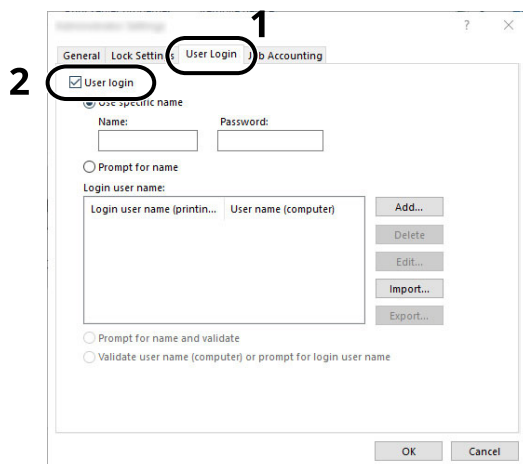 1
?
General Lock Settings User Login Job Accounting
2
User login
Use specific name
Name: Password:
Prompt for name
Login user name:
Login user name (printin... User name (computer)
Add...
Delete
Edit...
Import...
Export...
Prompt for name and validate
Validate user name (computer) or prompt for login user name
OK Cancel